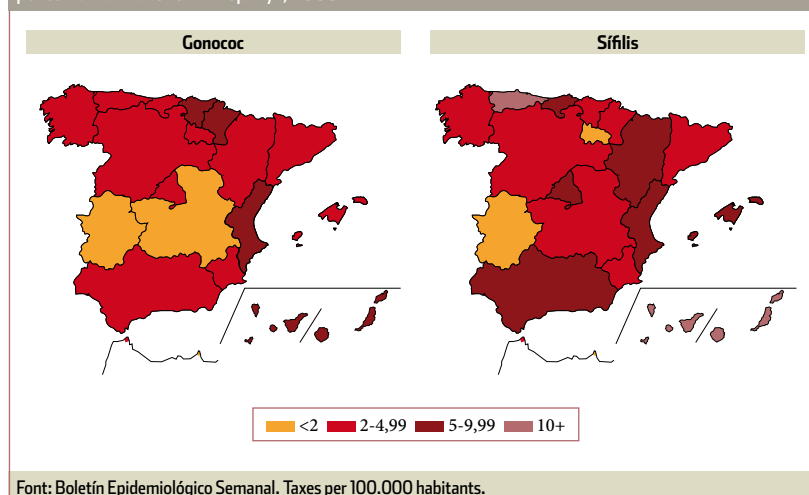 Gonococ
Sífilis
<2 2-4,99 5-9,99 10+
Font: Boletín Epidemiológico Semanal. Taxes per 100.000 habitants.